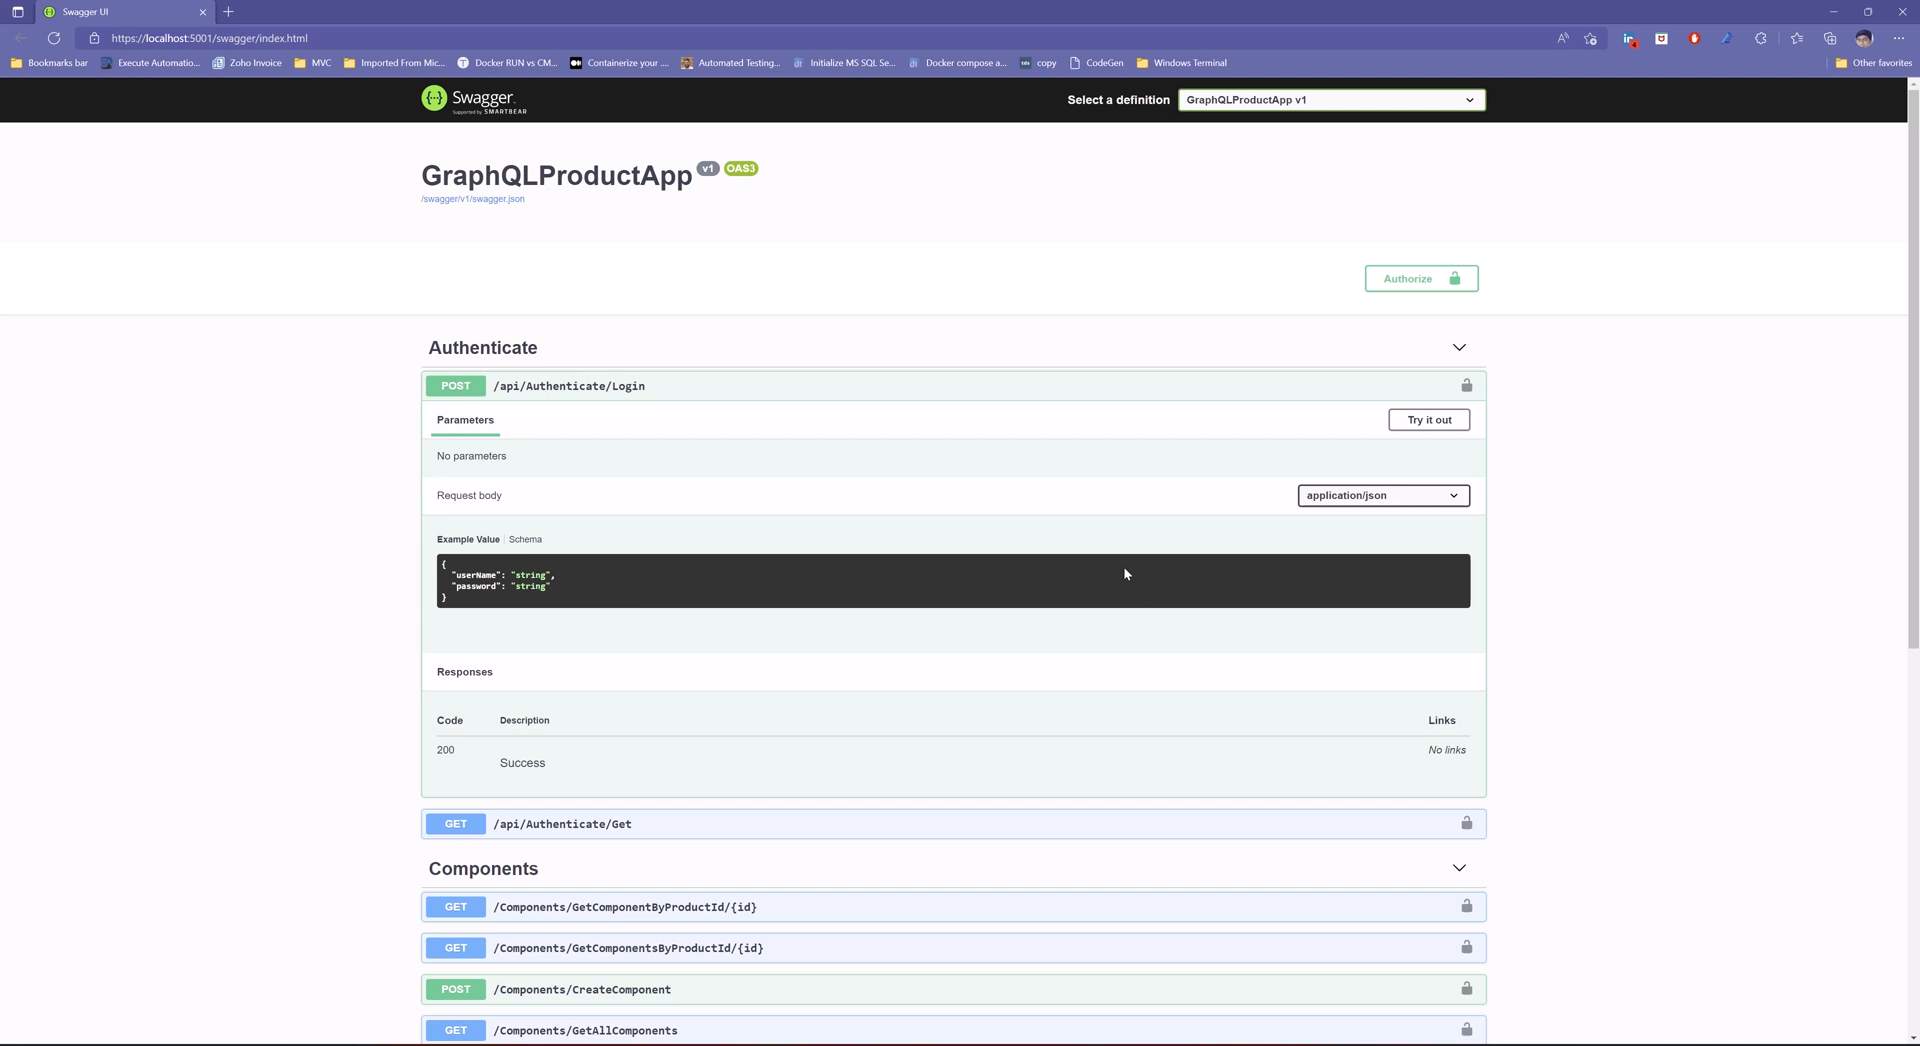 Swagger UI
https://localhost:5001/swagger/index.html
4
Bookmarks bar
Execute Automatio...
Zoho Invoice
MVC
Imported From Mic...
Docker RUN vs CM...
Containerize your ....
Automated Testing...
Initialize MS SQL Se...
Docker compose a...
copy
CodeGen
Windows Terminal
Other favorites
Swagger
Supported by SMARTBEAR
Select a definition
GraphQLProductApp v1
GraphQLProductApp v1 OAS3
/swagger/v1/swagger.json
Authorize
Authenticate
POST /api/Authenticate/Login
Parameters
Try it out
No parameters
Request body
application/json
Example Value Schema
{
"userName": "string",
"password": "string"
}
Responses
Code Description Links
200 No links
Success
GET /api/Authenticate/Get
Components
GET /Components/GetComponentByProductId/{id}
GET /Components/GetComponentsByProductId/{id}
POST /Components/CreateComponent
GET /Components/GetAllComponents